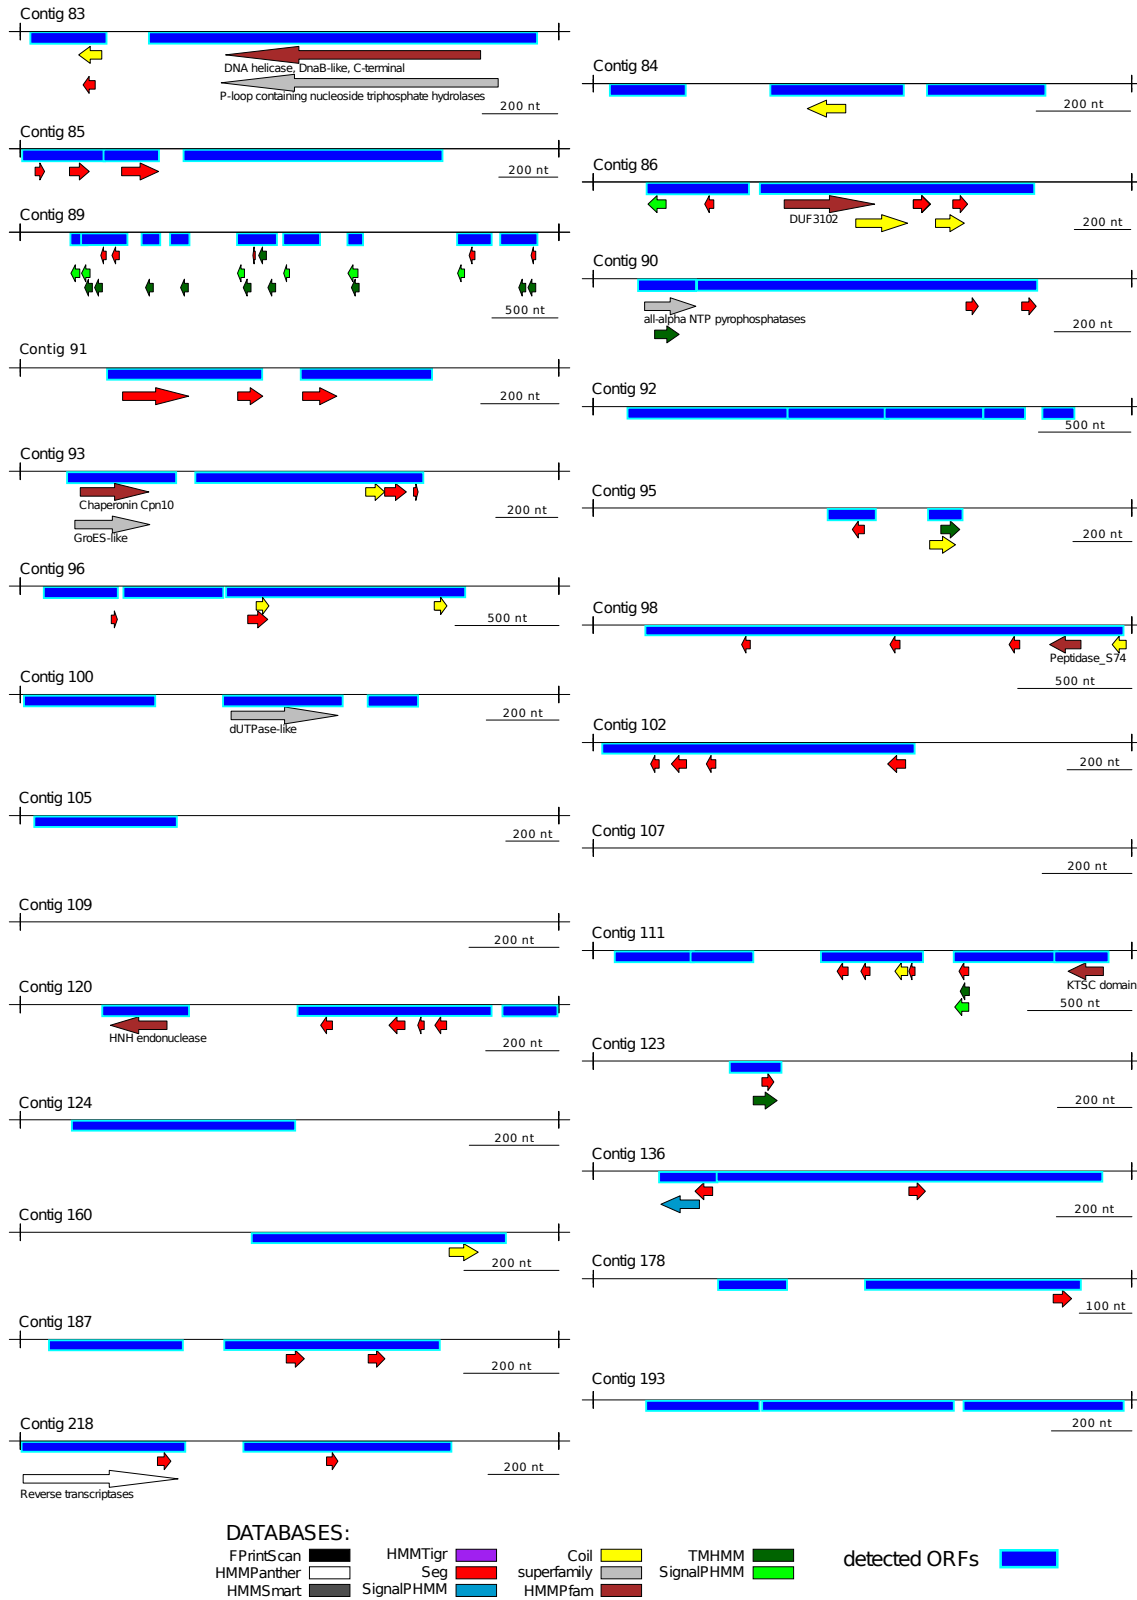 Contig 83
DNA helicase, DnaB-like, C-terminal
P-loop containing nucleoside triphosphate hydrolases
200 nt
Contig 85
200 nt
Contig 89
500 nt
Contig 91
200 nt
Contig 93
Chaperonin Cpn10
GroES-like
200 nt
Contig 96
500 nt
Contig 100
dUTPase-like
200 nt
Contig 105
200 nt
Contig 109
200 nt
Contig 120
HNH endonuclease
200 nt
Contig 124
200 nt
Contig 160
200 nt
Contig 187
200 nt
Contig 218
Reverse transcriptases
200 nt
Contig 84
200 nt
Contig 86
DUF3102
200 nt
Contig 90
all-alpha NTP pyrophosphatases
200 nt
Contig 92
500 nt
Contig 95
200 nt
Contig 98
Peptidase_S74
500 nt
Contig 102
200 nt
Contig 107
200 nt
Contig 111
KTSC domain
500 nt
Contig 123
200 nt
Contig 136
200 nt
Contig 178
100 nt
Contig 193
200 nt
DATABASES:
FPrintScan
HMMPanther
HMMSmart
HMMTigr
Seg
SignalPHMM
Coil
superfamily
HMMPfam
TMHMM
SignalPHMM
detected ORFs